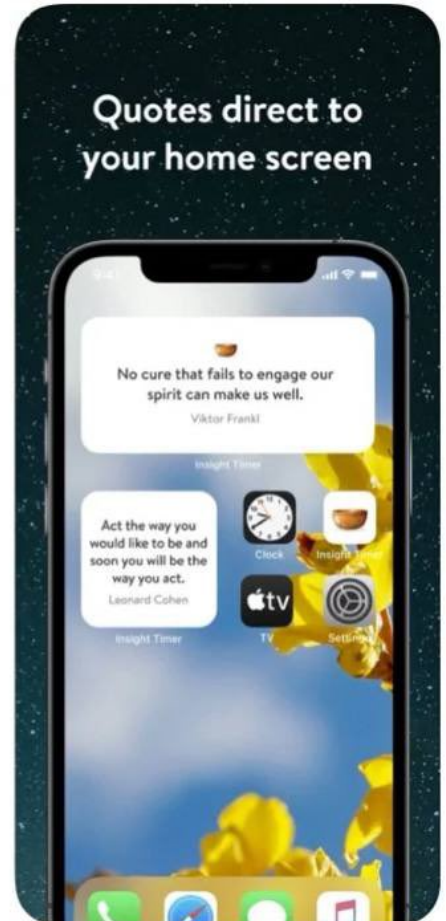 Quotes direct to
your home screen
9:41
No cure that fails to engage our
spirit can make us well.
Viktor Frankl
Insight Timer
Act the way you
would like to be and
soon you will be the
way you act.
Leonard Cohen
Insight Timer
Clock
Insight Timer
tv
TV
Settings